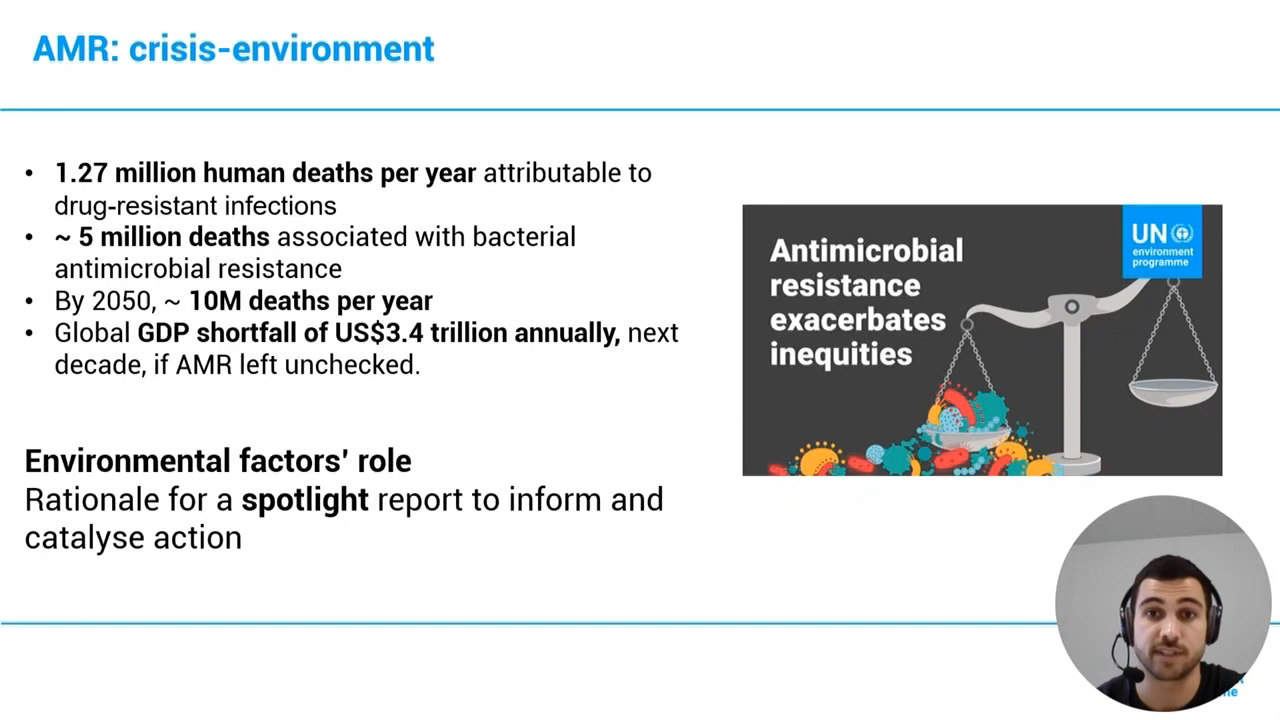 AMR: crisis-environment
• 1.27 million human deaths per year attributable to
drug-resistant infections
• ~ 5 million deaths associated with bacterial
antimicrobial resistance
• By 2050, ~ 10M deaths per year
• Global GDP shortfall of US$3.4 trillion annually, next
decade, if AMR left unchecked.
Environmental factors' role
Rationale for a spotlight report to inform and
catalyse action
Antimicrobial
resistance
exacerbates
inequities
UN
environment
programme